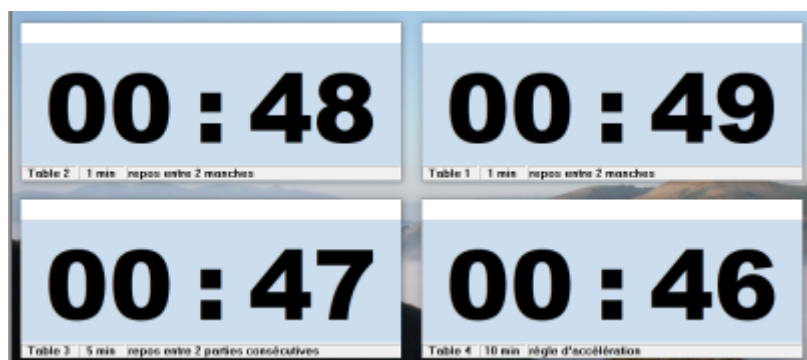 00 : 48
Table 2 1 min repos entre 2 manches
00 : 49
Table 1 1 min repos entre 2 manches
00 : 47
Table 3 5 min repos entre 2 parties consécutives
00 : 46
Table 4 10 min règle d'accélération